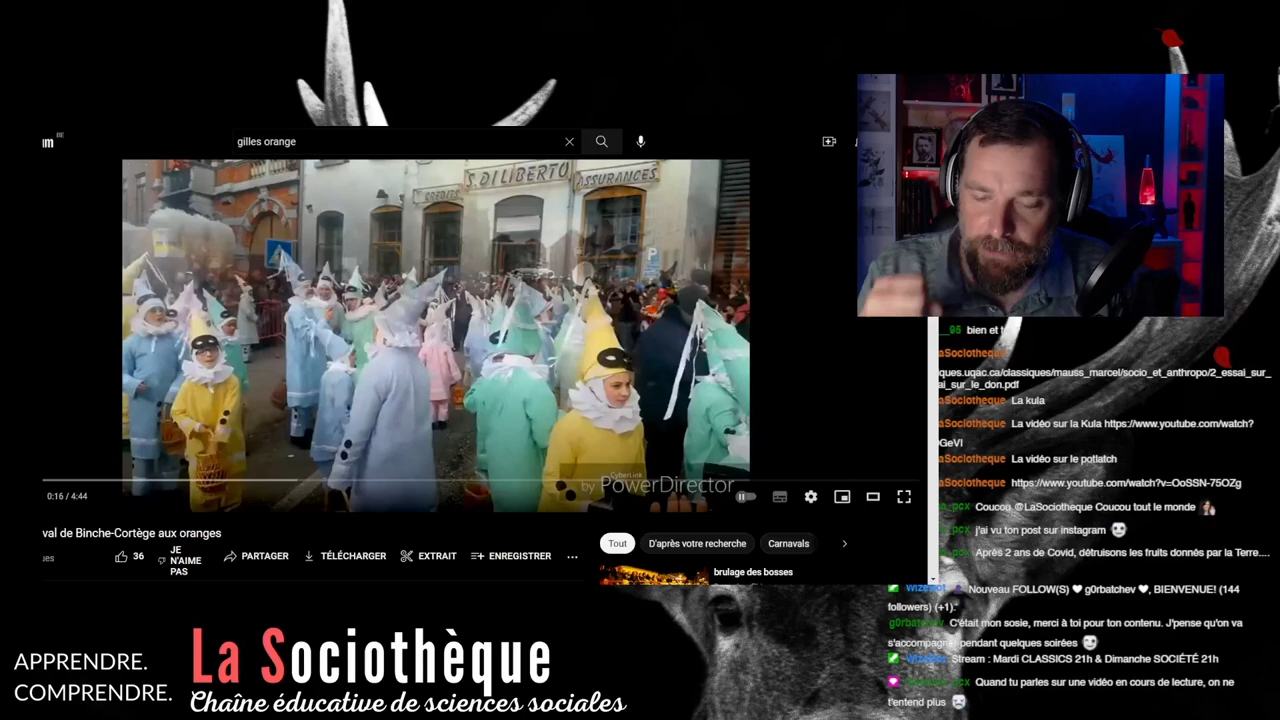 BE
gilles orange
S. DILIBERTO
CREDITS
ASSURANCES
P
CyberLink
by PowerDirector
0:16 / 4:44
val de Binche-Cortège aux oranges
36
JE N'AIME PAS
PARTAGER
TÉLÉCHARGER
EXTRAIT
ENREGISTRER
Tout
D'après votre recherche
Carnavals
brulage des bosses
bien et t
aSociotheque
ques.uqac.ca/classiques/mauss_marcel/socio_et_anthropo/2_essai_sur_
ai_sur_le_don.pdf
aSociotheque La kula
aSociotheque La vidéo sur la Kula https://www.youtube.com/watch?
GeVI
aSociotheque La vidéo sur le potlatch
aSociotheque https://www.youtube.com/watch?v=OoSSN-75OZg
Coucou @LaSociotheque Coucou tout le monde
j'ai vu ton post sur instagram
Après 2 ans de Covid, détruisons les fruits donnés par la Terre....
WizeBot Nouveau FOLLOW(S) g0rbatchev, BIENVENUE! (144
followers) (+1).
g0rbatchev C'était mon sosie, merci à toi pour ton contenu. J'pense qu'on va
s'accompagner pendant quelques soirées
WizeBot Stream : Mardi CLASSICS 21h & Dimanche SOCIÉTÉ 21h
Quand tu parles sur une vidéo en cours de lecture, on ne
t'entend plus
APPRENDRE.
COMPRENDRE.
La Sociothèque
Chaîne éducative de sciences sociales